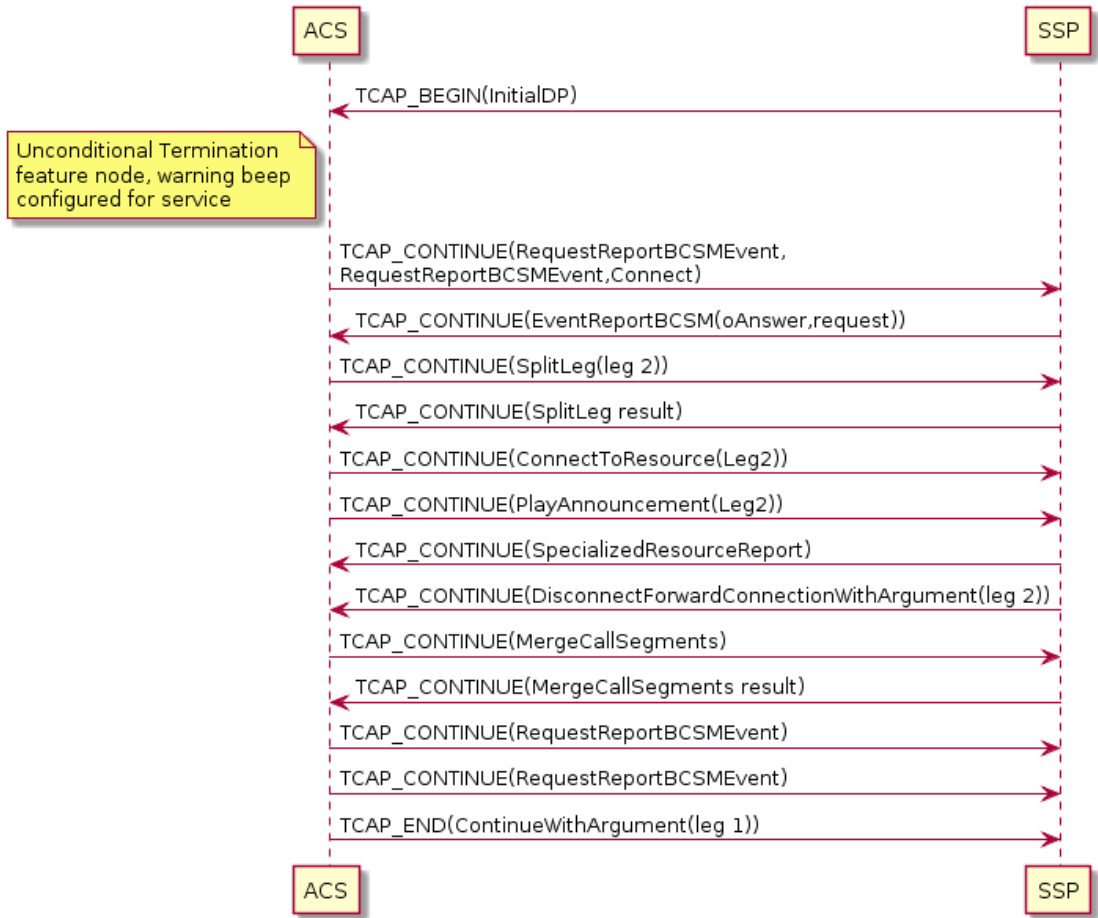 ACS
SSP
TCAP_BEGIN(InitialDP)
Unconditional Termination
feature node, warning beep
configured for service
TCAP_CONTINUE(RequestReportBCSMEvent,
RequestReportBCSMEvent,Connect)
TCAP_CONTINUE(EventReportBCSM(oAnswer,request))
TCAP_CONTINUE(SplitLeg(leg 2))
TCAP_CONTINUE(SplitLeg result)
TCAP_CONTINUE(ConnectToResource(Leg2))
TCAP_CONTINUE(PlayAnnouncement(Leg2))
TCAP_CONTINUE(SpecializedResourceReport)
TCAP_CONTINUE(DisconnectForwardConnectionWithArgument(leg 2))
TCAP_CONTINUE(MergeCallSegments)
TCAP_CONTINUE(MergeCallSegments result)
TCAP_CONTINUE(RequestReportBCSMEvent)
TCAP_CONTINUE(RequestReportBCSMEvent)
TCAP_END(ContinueWithArgument(leg 1))
ACS
SSP